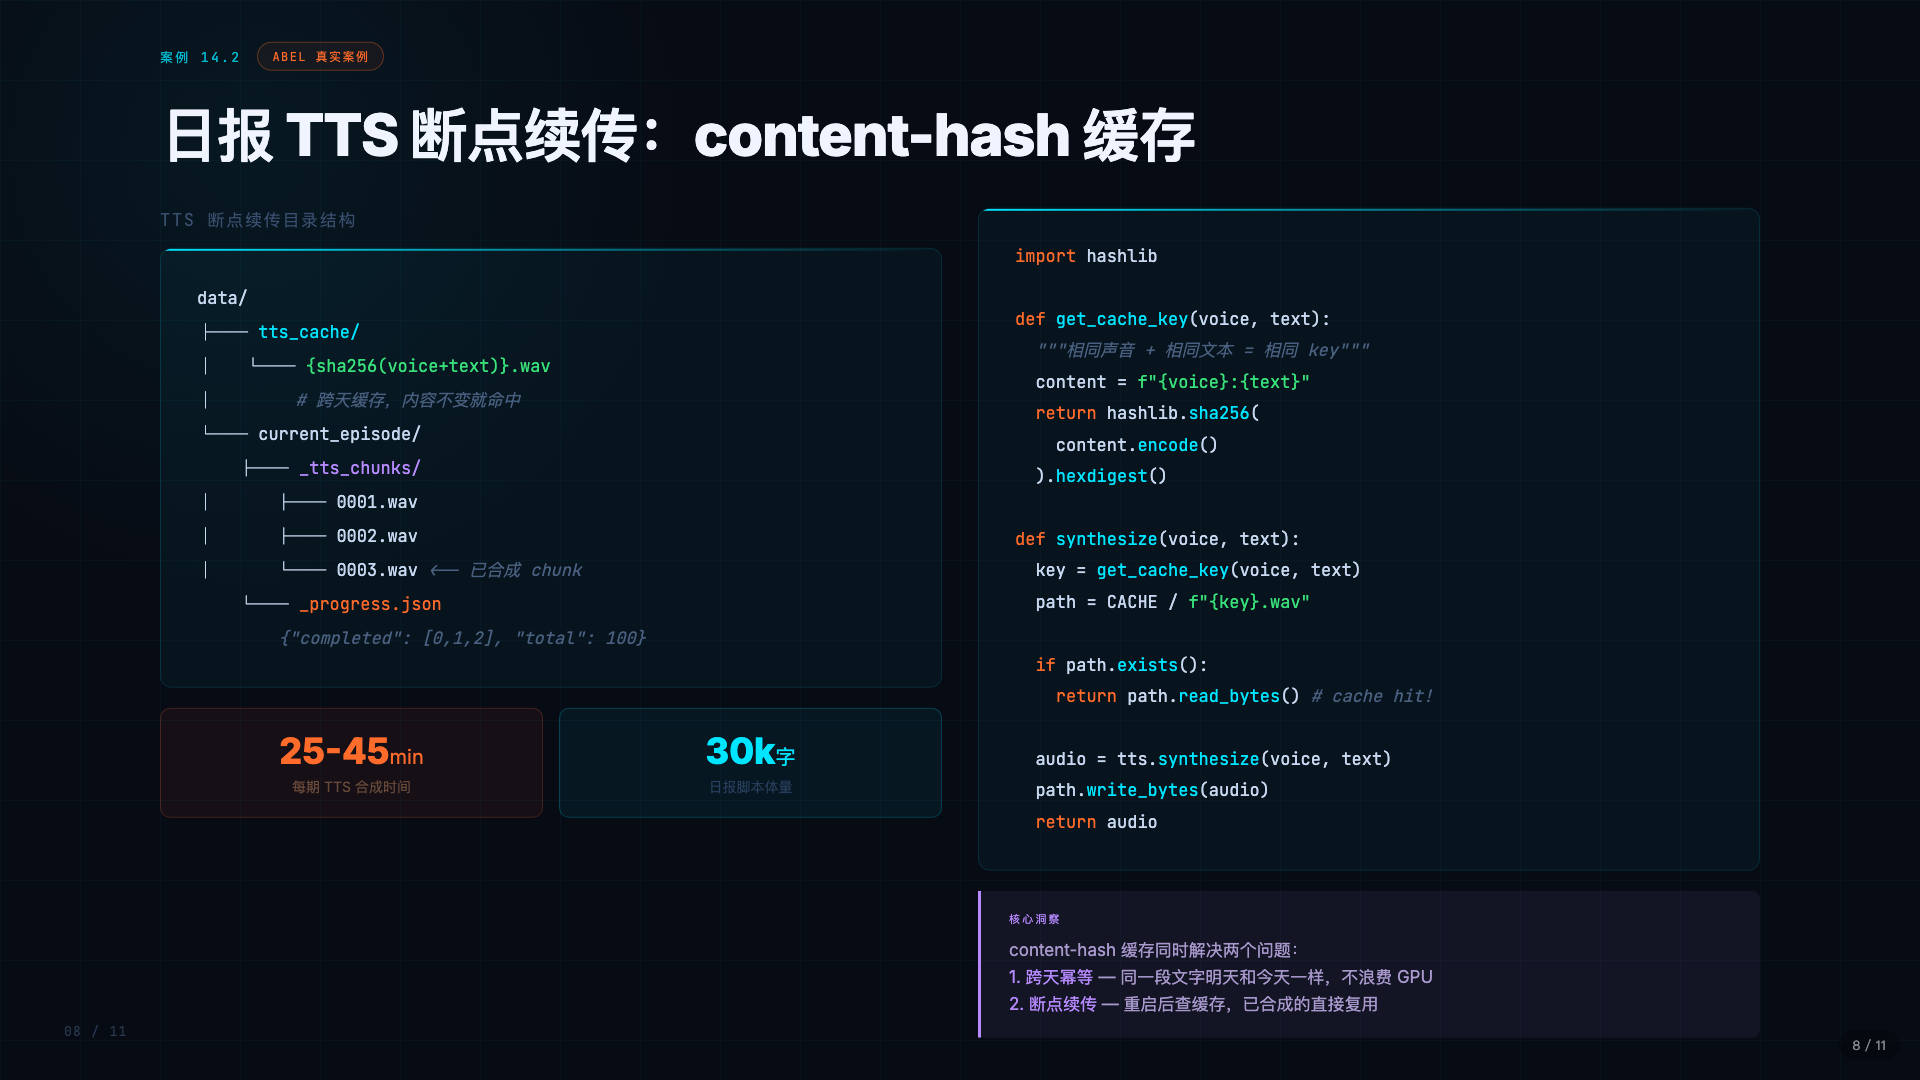 案例 14.2
ABEL 真实案例
日报 TTS 断点续传：content-hash 缓存
TTS 断点续传目录结构
data/
├── tts_cache/
│   └── {sha256(voice+text)}.wav
│       # 跨天缓存，内容不变就命中
└── current_episode/
    ├── _tts_chunks/
│       ├── 0001.wav
│       ├── 0002.wav
│       └── 0003.wav <── 已合成 chunk
    └── _progress.json
        {"completed": [0,1,2], "total": 100}
25-45min
每期 TTS 合成时间
30k字
日报脚本体量
import hashlib
def get_cache_key(voice, text):
  """相同声音 + 相同文本 = 相同 key"""
  content = f"{voice}:{text}"
  return hashlib.sha256(
    content.encode()
  ).hexdigest()
def synthesize(voice, text):
  key = get_cache_key(voice, text)
  path = CACHE / f"{key}.wav"
  if path.exists():
    return path.read_bytes() # cache hit!
  audio = tts.synthesize(voice, text)
  path.write_bytes(audio)
  return audio
核心洞察
content-hash 缓存同时解决两个问题：
1. 跨天幂等 — 同一段文字明天和今天一样，不浪费 GPU
2. 断点续传 — 重启后查缓存，已合成的直接复用
08 / 11
8 / 11